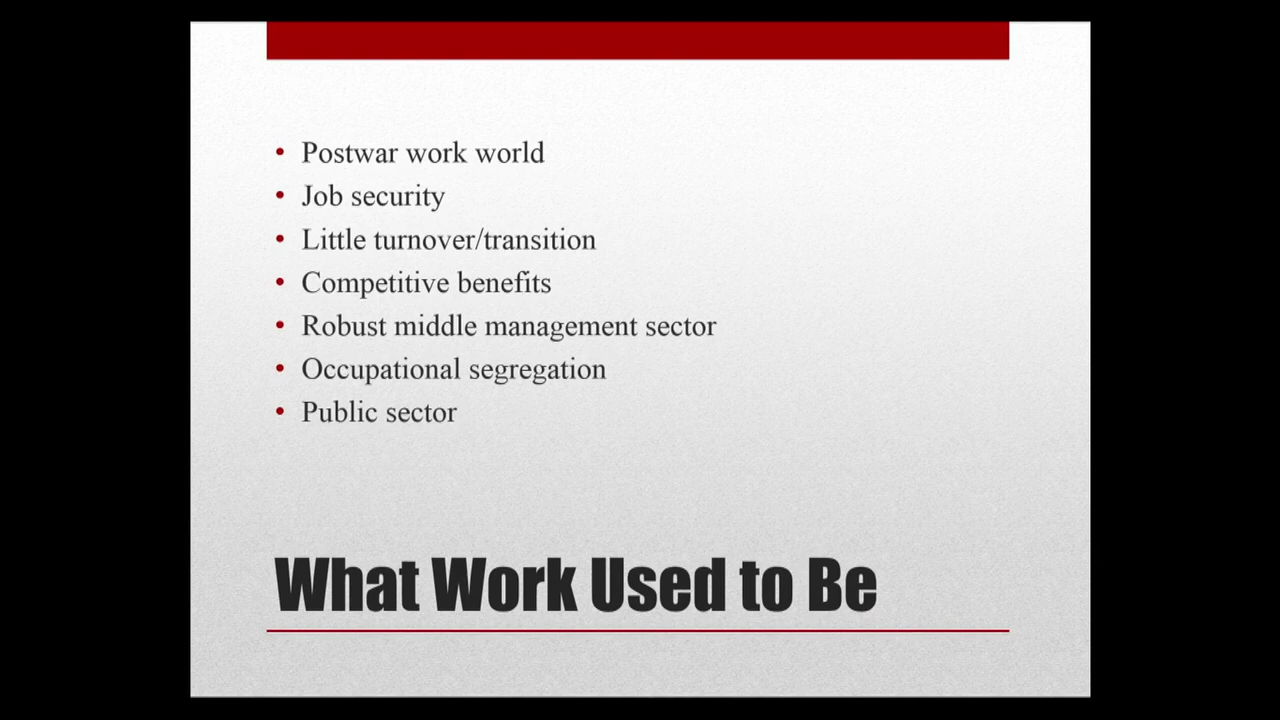 • Postwar work world
• Job security
• Little turnover/transition
• Competitive benefits
• Robust middle management sector
• Occupational segregation
• Public sector
What Work Used to Be